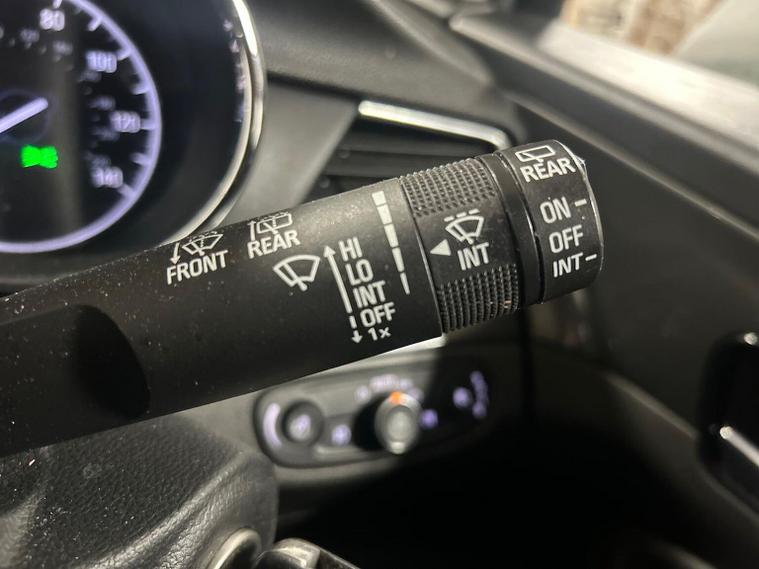 80
100
120
140
FRONT
REAR
HI
LO
INT
OFF
1x
INT
REAR
ON
OFF
INT